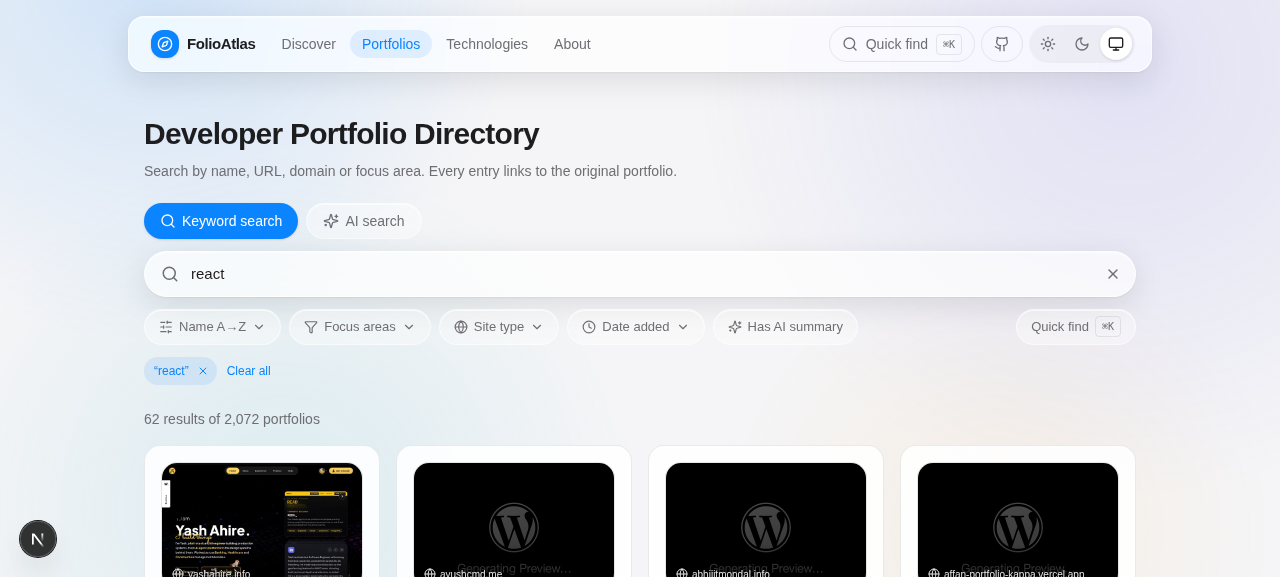 FolioAtlas
Discover
Portfolios
Technologies
About
Quick find ⌘K
Developer Portfolio Directory
Search by name, URL, domain or focus area. Every entry links to the original portfolio.
Keyword search
AI search
react
Name A→Z
Focus areas
Site type
Date added
Has AI summary
Quick find ⌘K
“react”
Clear all
62 results of 2,072 portfolios
Yash Ahire.
yashahire.info
Generating Preview...
ayushcmd.me
Generating Preview...
abhijitmondal.info
Generating Preview...
affan-portfolio-kappa.vercel.app